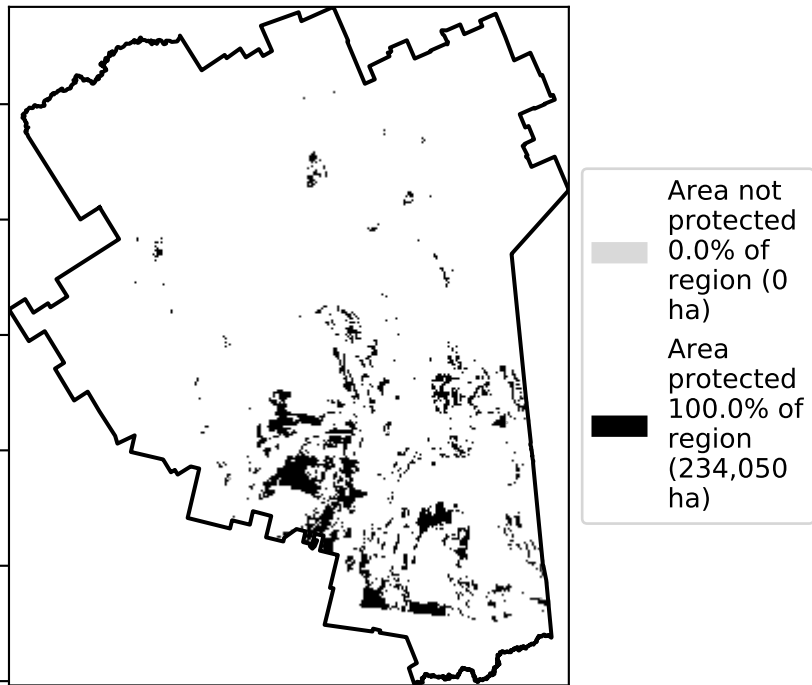 Area not
protected
0.0% of
region (0
ha)
Area
protected
100.0% of
region
(234,050
ha)